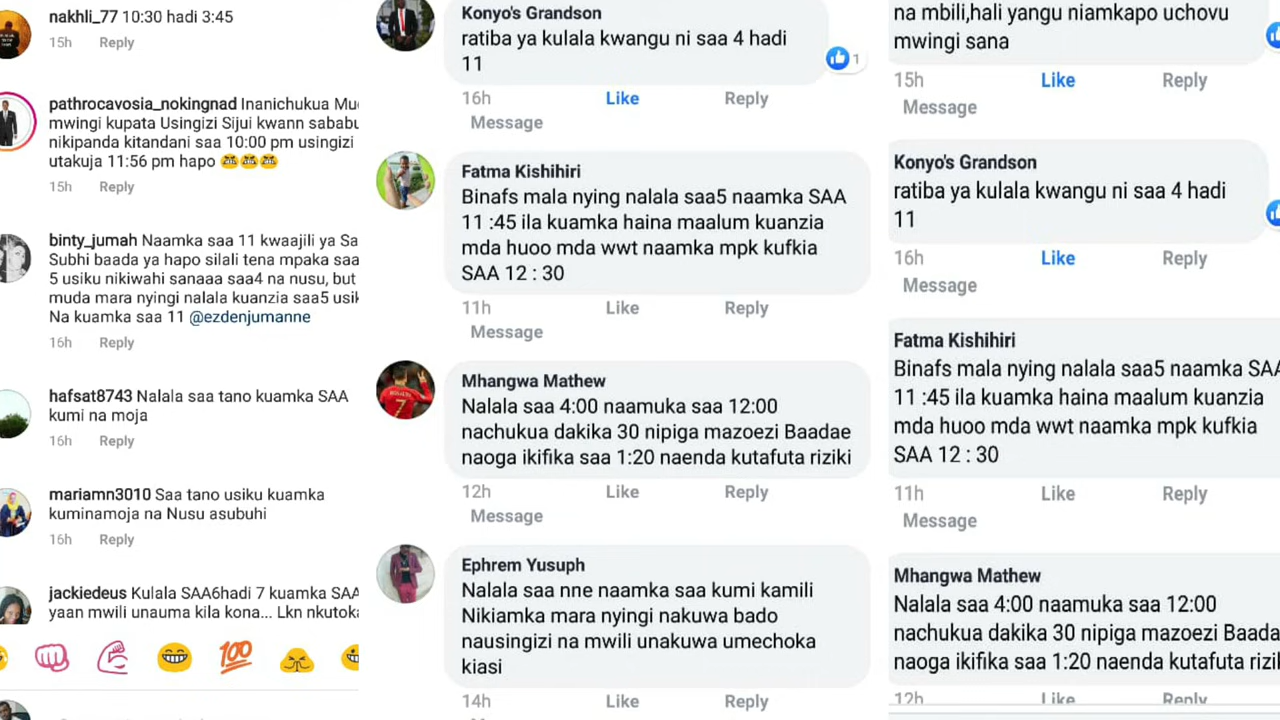 nakhli_77 10:30 hadi 3:45
15h Reply
pathrocavosia_nokingnad Inanichukua Mu
mwingi kupata Usingizi Sijui kwann sababu
nikipanda kitandani saa 10:00 pm usingizi
utakuja 11:56 pm hapo 😁😁😁
15h Reply
binty_jumah Naamka saa 11 kwaajili ya Sa
Subhi baada ya hapo silali tena mpaka saa
5 usiku nikiwahi sanaaa saa4 na nusu, but
muda mara nyingi nalala kuanzia saa5 usik
Na kuamka saa 11 @ezdenjumanne
16h Reply
hafsat8743 Nalala saa tano kuamka SAA
kumi na moja
16h Reply
mariamn3010 Saa tano usiku kuamka
kuminamoja na Nusu asubuhi
16h Reply
jackiedeus Kulala SAA6hadi 7 kuamka SAA
yaan mwili unauma kila kona... Lkn nkutoka
Konyo's Grandson
ratiba ya kulala kwangu ni saa 4 hadi
11
1
16h Like Reply
Message
Fatma Kishihiri
Binafs mala nying nalala saa5 naamka SAA
11 :45 ila kuamka haina maalum kuanzia
mda huoo mda wwt naamka mpk kufkia
SAA 12 : 30
11h Like Reply
Message
Mhangwa Mathew
Nalala saa 4:00 naamuka saa 12:00
nachukua dakika 30 nipiga mazoezi Baadae
naoga ikifika saa 1:20 naenda kutafuta riziki
12h Like Reply
Message
Ephrem Yusuph
Nalala saa nne naamka saa kumi kamili
Nikiamka mara nyingi nakuwa bado
nausingizi na mwili unakuwa umechoka
kiasi
14h Like Reply
na mbili,hali yangu niamkapo uchovu
mwingi sana
15h Like Reply
Message
Konyo's Grandson
ratiba ya kulala kwangu ni saa 4 hadi
11
16h Like Reply
Message
Fatma Kishihiri
Binafs mala nying nalala saa5 naamka SAA
11 :45 ila kuamka haina maalum kuanzia
mda huoo mda wwt naamka mpk kufkia
SAA 12 : 30
11h Like Reply
Message
Mhangwa Mathew
Nalala saa 4:00 naamuka saa 12:00
nachukua dakika 30 nipiga mazoezi Baada
naoga ikifika saa 1:20 naenda kutafuta rizi
12h Like Reply